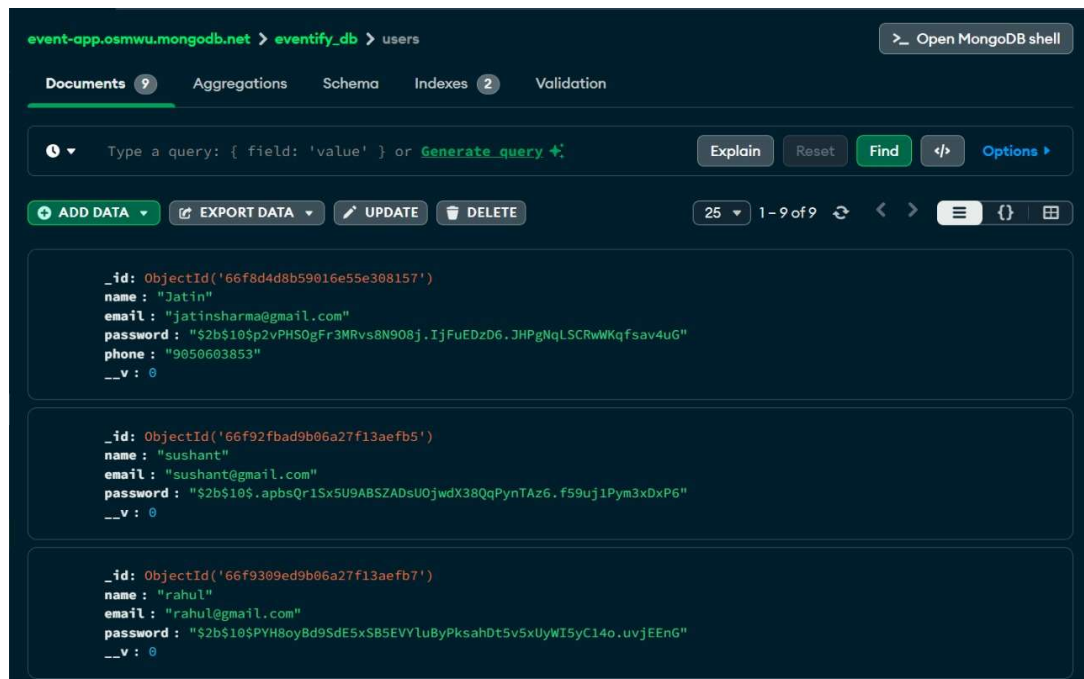 event-app.osmwu.mongodb.net > eventify_db > users
>_ Open MongoDB shell
Documents 9 Aggregations Schema Indexes 2 Validation
Type a query: { field: 'value' } or Generate query
Explain Reset Find </> Options
ADD DATA EXPORT DATA UPDATE DELETE
25 1-9 of 9 {}
_id: ObjectId('66f8d4d8b59016e55e308157')
name : "Jatin"
email : "jatinsharma@gmail.com"
password : "$2b$10$p2vPHSOgFr3MRvs8N9O8j.IjFuEDzD6.JHPgNqLSCRwWKqfsav4uG"
phone : "9050603853"
__v : 0
_id: ObjectId('66f92fbad9b06a27f13aefb5')
name : "sushant"
email : "sushant@gmail.com"
password : "$2b$10$.apbsQr1Sx5U9ABSZADsUOjwdX38QqPynTAz6.f59uj1Pym3xDxP6"
__v : 0
_id: ObjectId('66f9309ed9b06a27f13aefb7')
name : "rahul"
email : "rahul@gmail.com"
password : "$2b$10$PYH8oyBd9SdE5xSB5EVYluByPksahDt5v5xUyWI5yC14o.uvjEEnG"
__v : 0